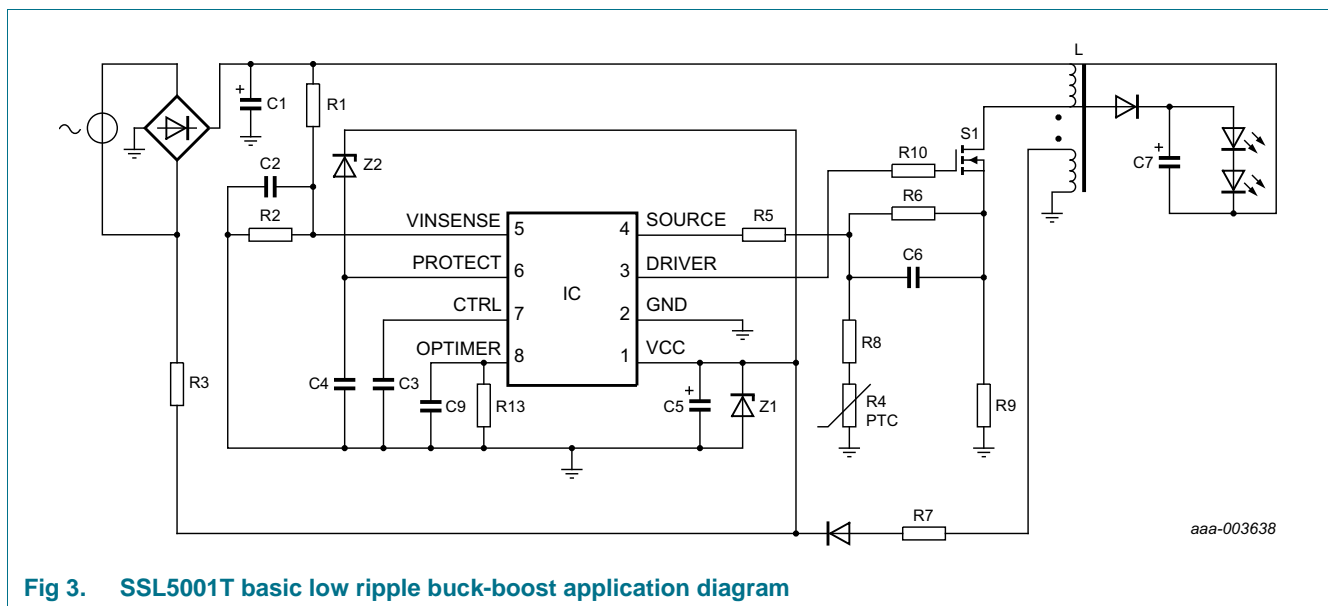 L
+
C1
R1
S1
~
C2
Z2
R10
+
C7
R2
VINSENSE
5
4
SOURCE
R5
R6
PROTECT
6
3
DRIVER
C6
IC
CTRL
7
2
GND
OPTIMER
8
1
VCC
R8
R3
C4
C3
C9
R13
+
C5
Z1
R4
PTC
R9
R7
aaa-003638
Fig 3. SSL5001T basic low ripple buck-boost application diagram